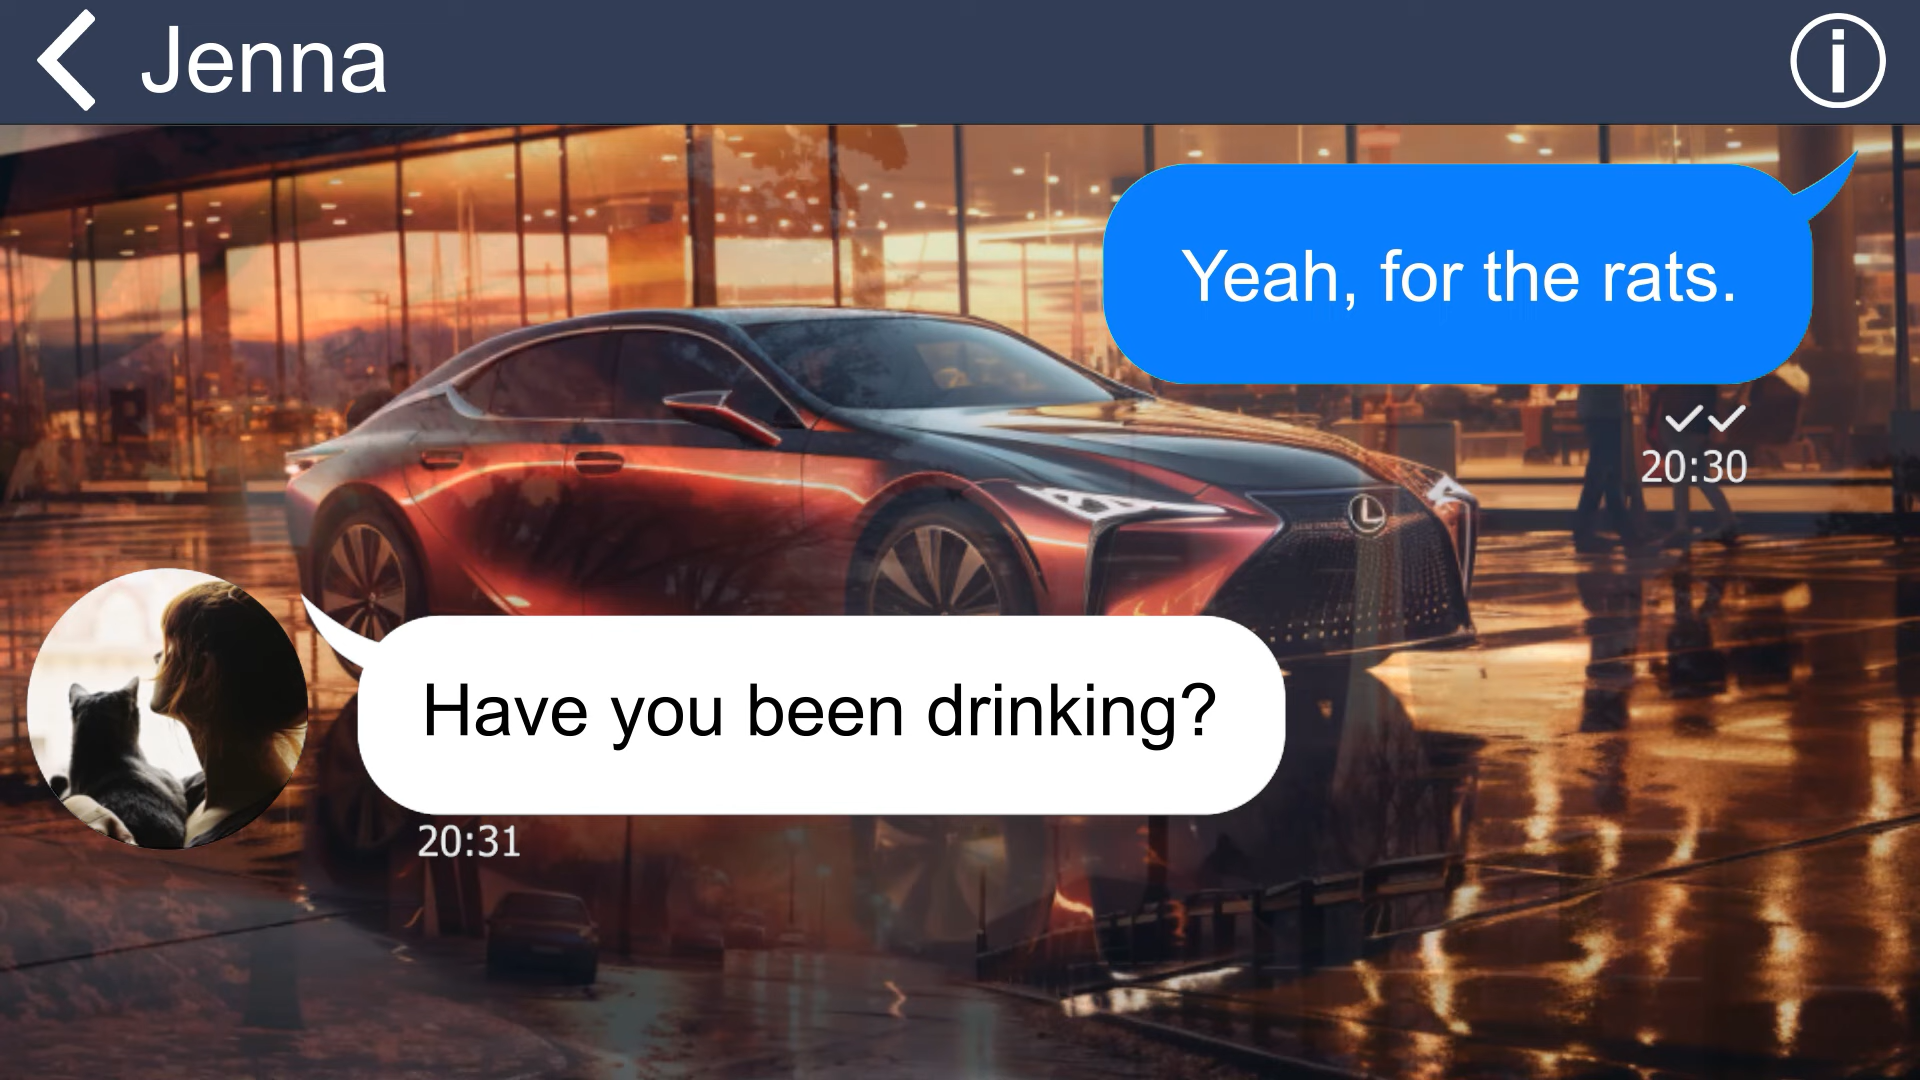 Jenna
Yeah, for the rats.
20:30
Have you been drinking?
20:31